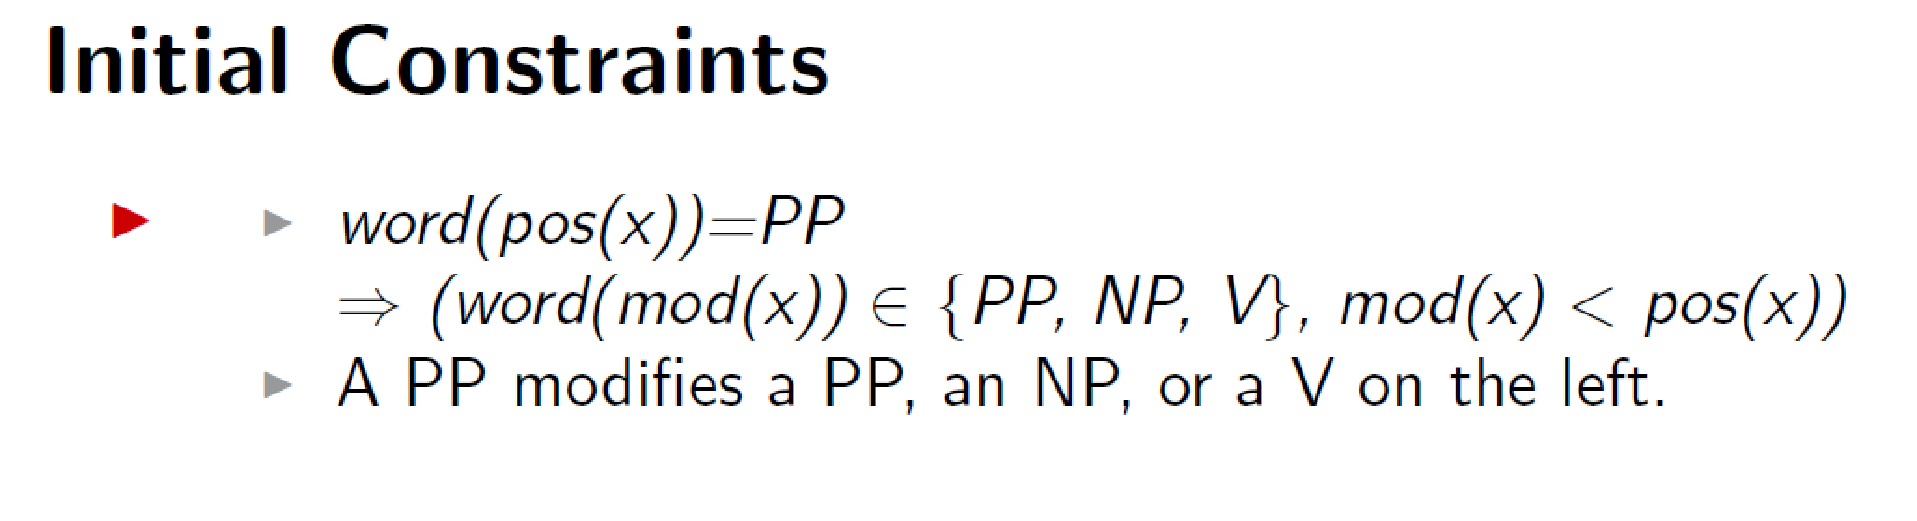 Initial Constraints
word(pos(x))=PP
⇒ (word(mod(x)) ∈ {PP, NP, V}, mod(x) < pos(x))
A PP modifies a PP, an NP, or a V on the left.